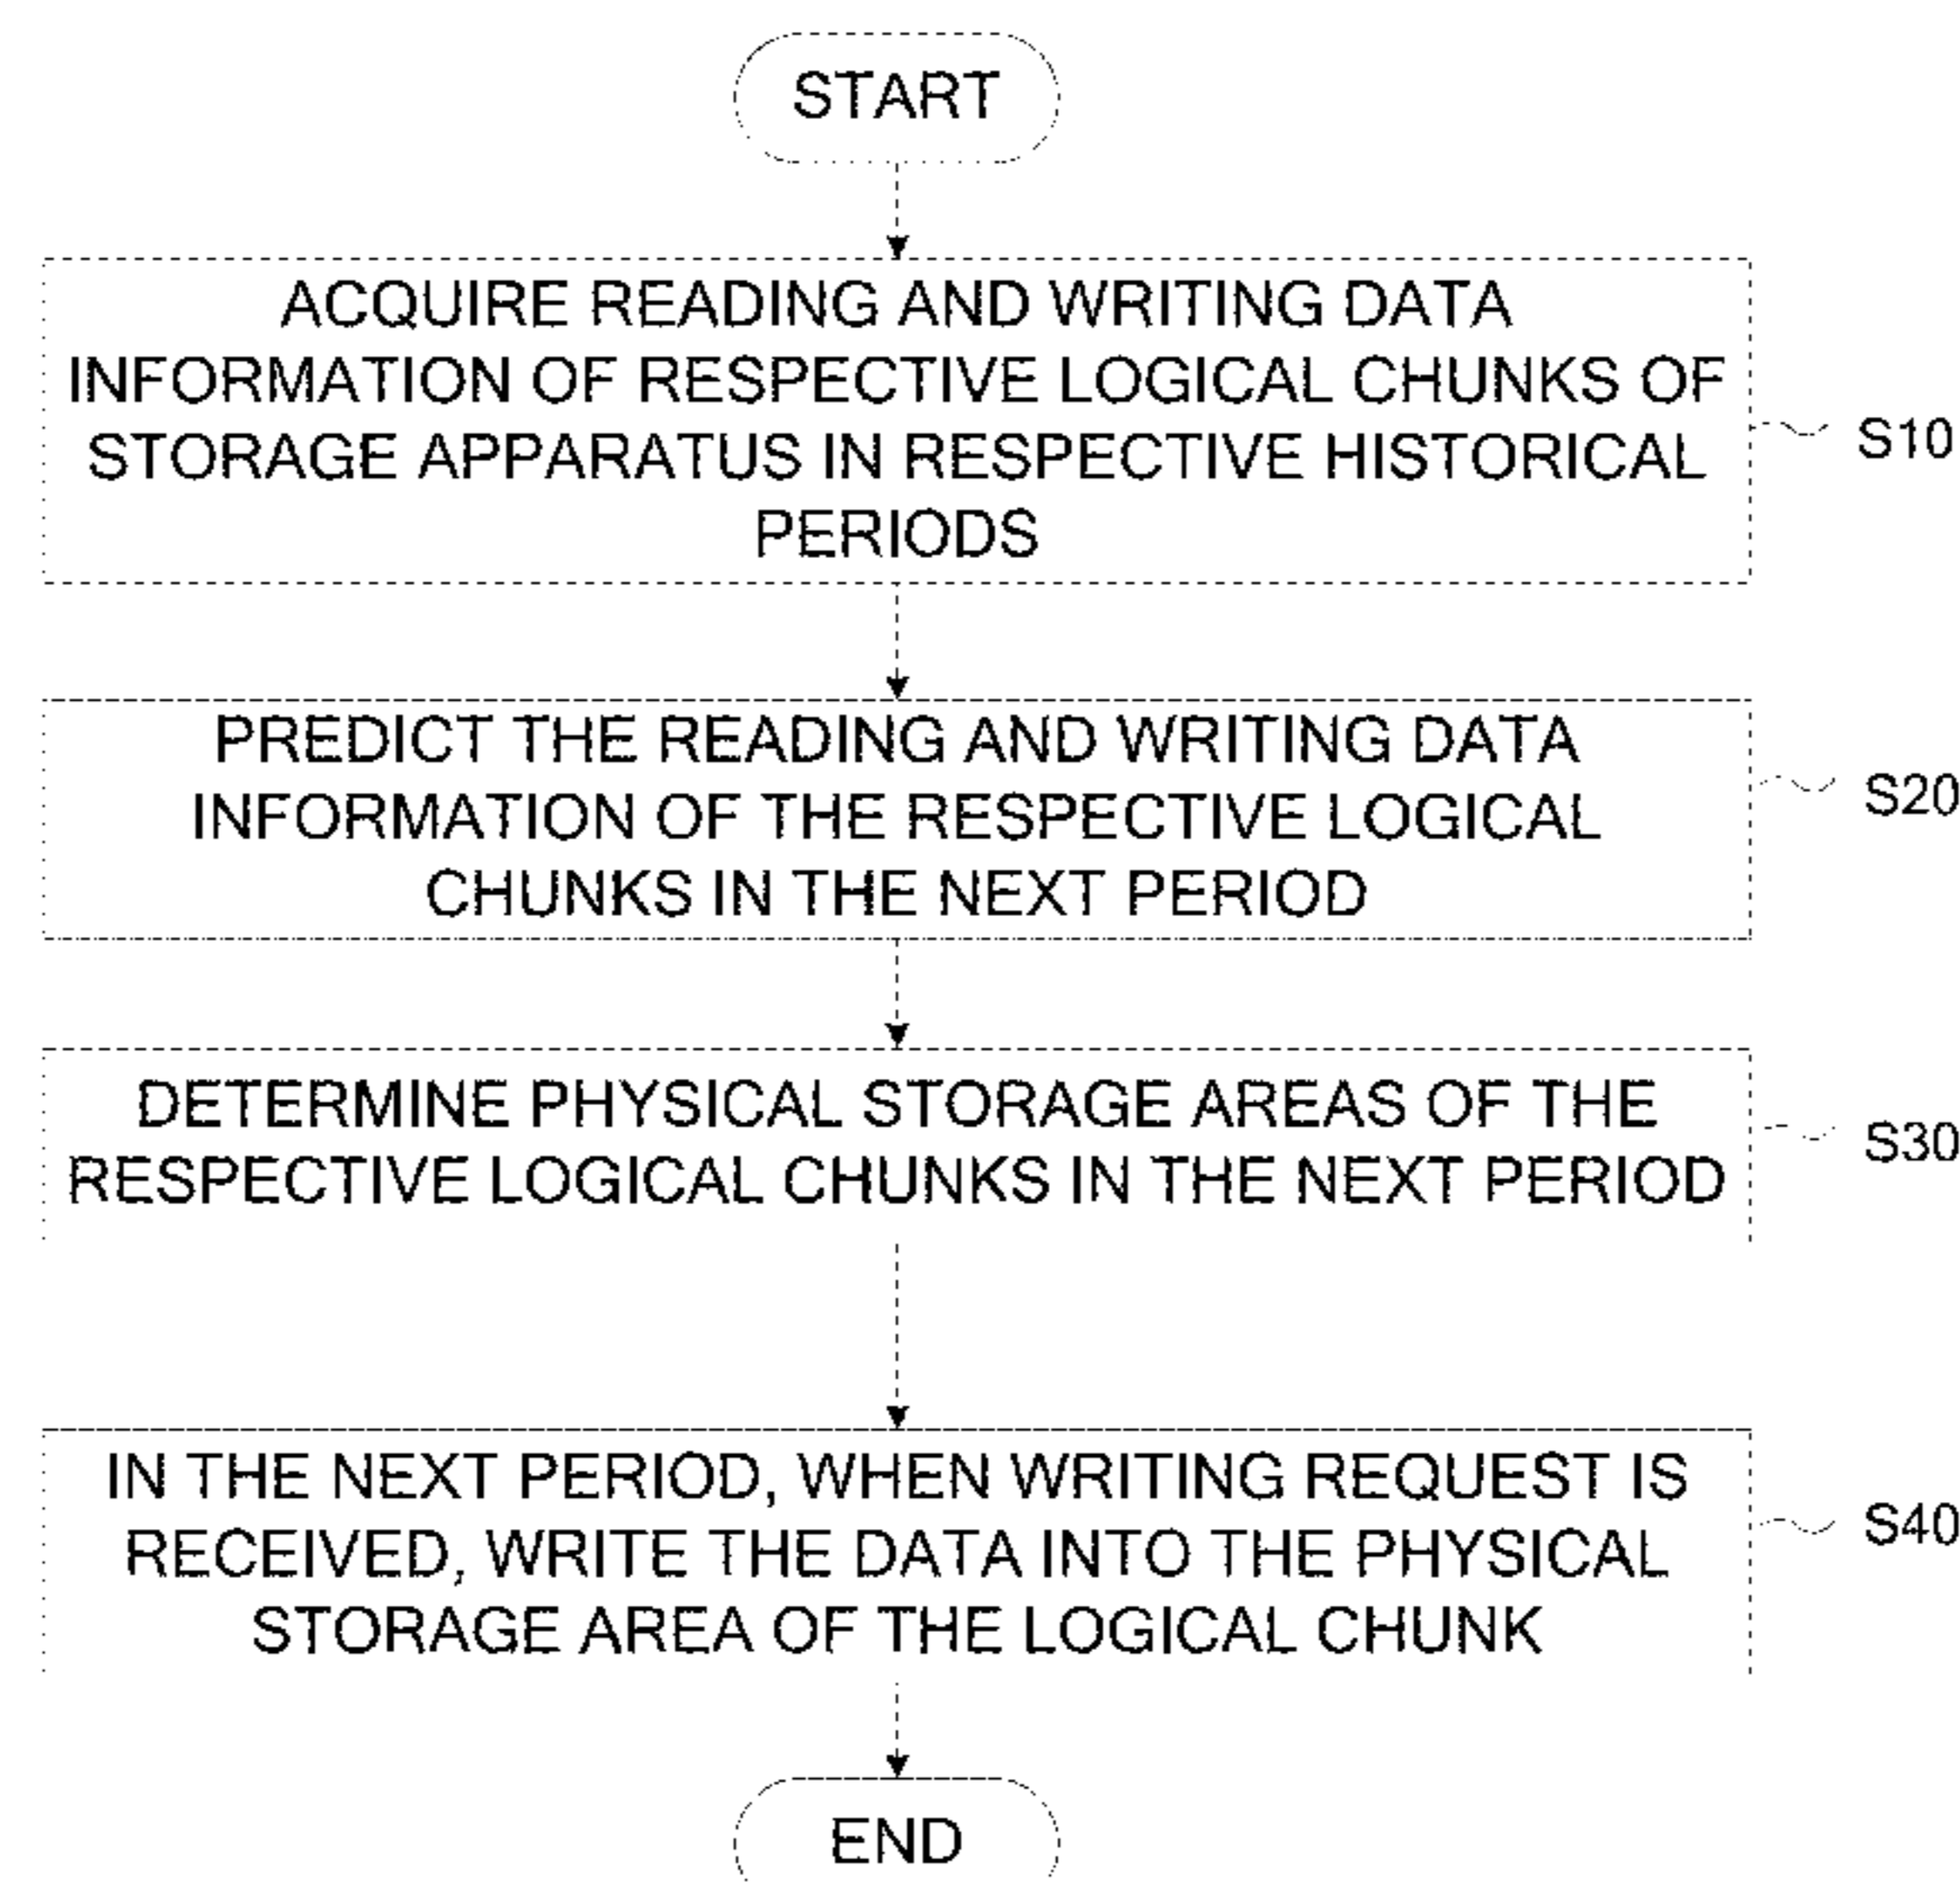 START
ACQUIRE READING AND WRITING DATA
INFORMATION OF RESPECTIVE LOGICAL CHUNKS OF
STORAGE APPARATUS IN RESPECTIVE HISTORICAL
PERIODS
S10
PREDICT THE READING AND WRITING DATA
INFORMATION OF THE RESPECTIVE LOGICAL
CHUNKS IN THE NEXT PERIOD
S20
DETERMINE PHYSICAL STORAGE AREAS OF THE
RESPECTIVE LOGICAL CHUNKS IN THE NEXT PERIOD
S30
IN THE NEXT PERIOD, WHEN WRITING REQUEST IS
RECEIVED, WRITE THE DATA INTO THE PHYSICAL
STORAGE AREA OF THE LOGICAL CHUNK
S40
END